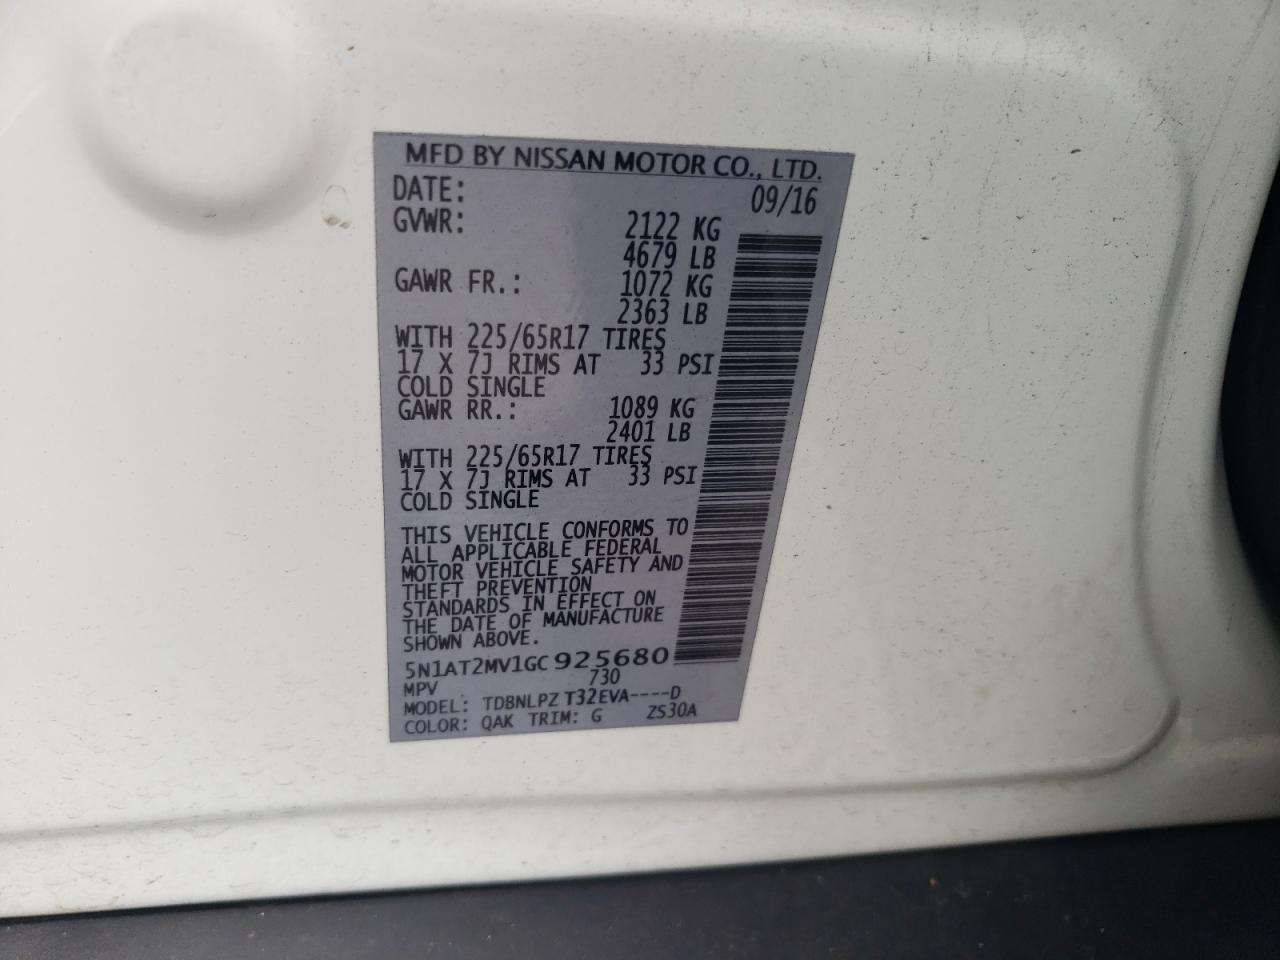 MFD BY NISSAN MOTOR CO., LTD.
DATE: 09/16
GVWR: 2122 KG
4679 LB
GAWR FR.: 1072 KG
2363 LB
WITH 225/65R17 TIRES
17 X 7J RIMS AT 33 PSI
COLD SINGLE
GAWR RR.: 1089 KG
2401 LB
WITH 225/65R17 TIRES
17 X 7J RIMS AT 33 PSI
COLD SINGLE
THIS VEHICLE CONFORMS TO
ALL APPLICABLE FEDERAL
MOTOR VEHICLE SAFETY AND
THEFT PREVENTION
STANDARDS IN EFFECT ON
THE DATE OF MANUFACTURE
SHOWN ABOVE.
5N1AT2MV1GC925680
MPV 730
MODEL: TDBNLPZ T32EVA----D
COLOR: QAK TRIM: G ZS30A